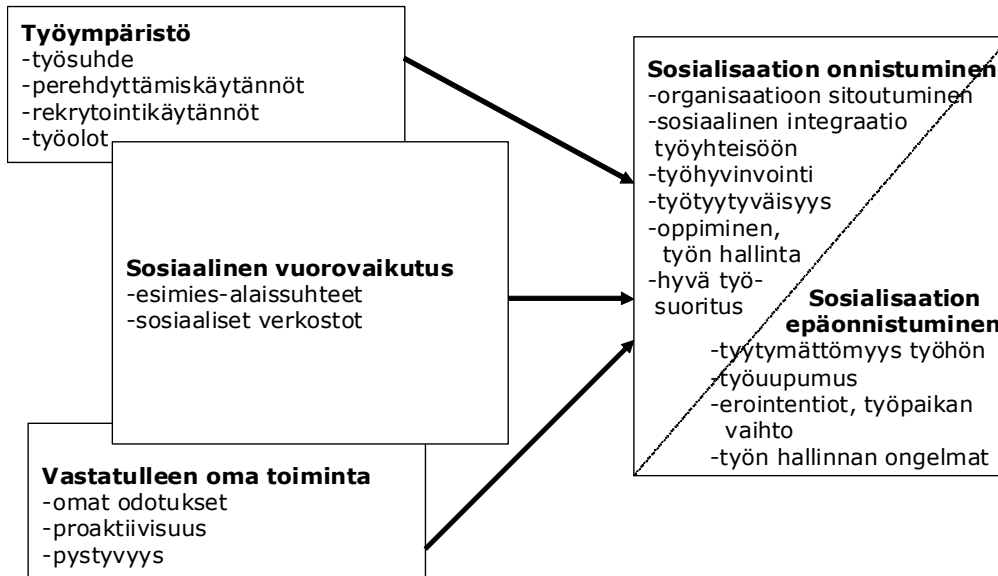 Työympäristö
-työsuhde
-perehdyttämiskäytännöt
-rekrytointikäytännöt
-työolot
Sosiaalinen vuorovaikutus
-esimies-alaissuhteet
-sosiaaliset verkostot
Vastatulleen oma toiminta
-omat odotukset
-proaktiivisuus
-pystyvyys
Sosialisaation onnistuminen
-organisaatioon sitoutuminen
-sosiaalinen integraatio
työyhteisöön
-työhyvinvointi
-työtyytyväisyys
-oppiminen,
työn hallinta
-hyvä työ-
suoritus
Sosialisaation
epäonnistuminen
-tyytymättömyys työhön
-työuupumus
-erointentiot, työpaikan
vaihto
-työn hallinnan ongelmat